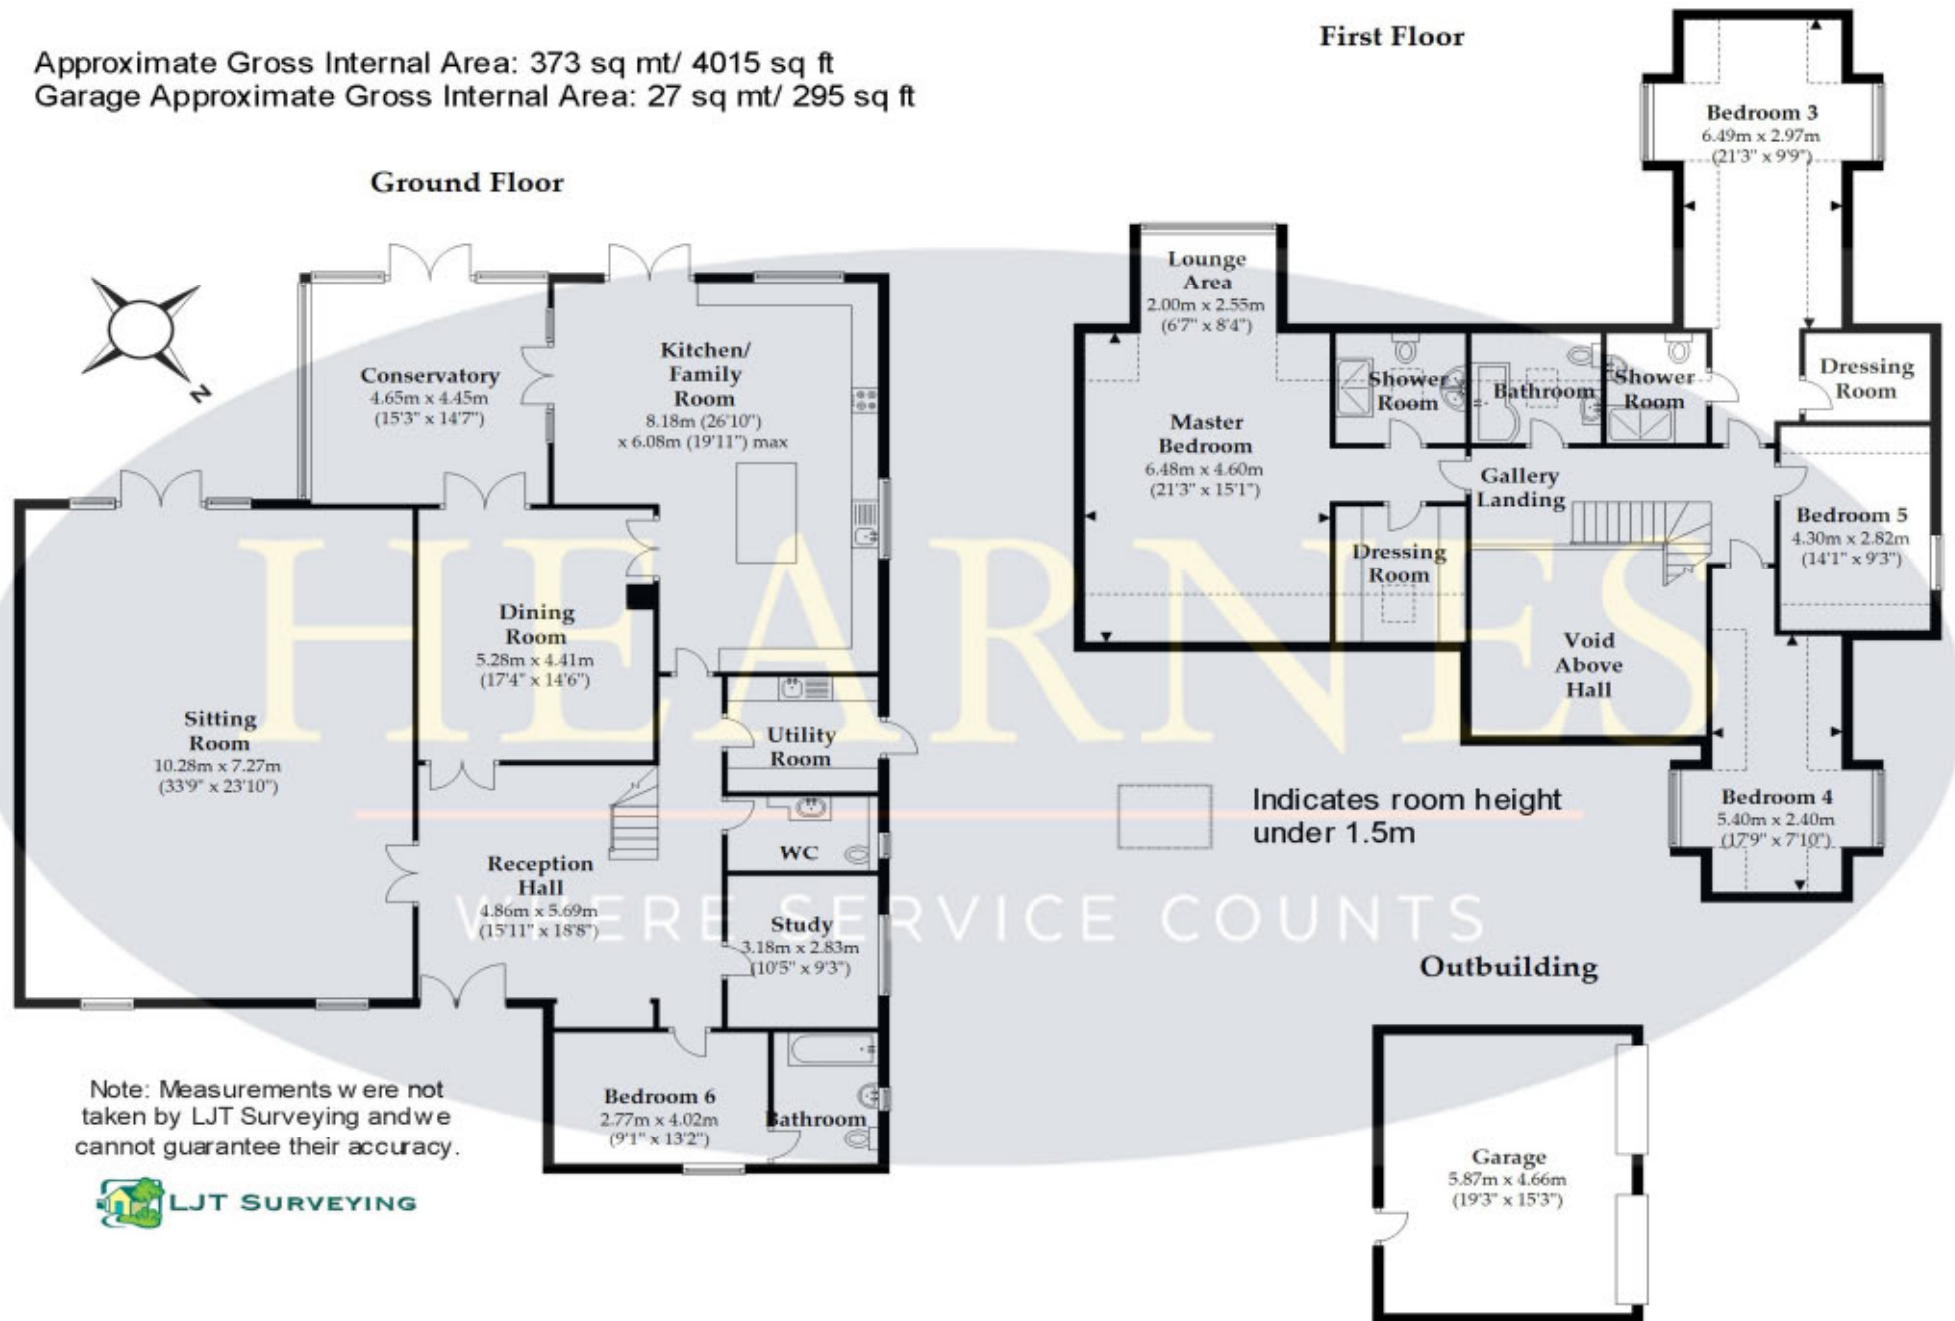 Approximate Gross Internal Area: 373 sq mt/ 4015 sq ft
Garage Approximate Gross Internal Area: 27 sq mt/ 295 sq ft
Ground Floor
N
Conservatory
4.65m x 4.45m
(15'3" x 14'7")
Kitchen/
Family
Room
8.18m (26'10")
x 6.08m (19'11") max
Dining
Room
5.28m x 4.41m
(17'4" x 14'6")
Sitting
Room
10.28m x 7.27m
(33'9" x 23'10")
Utility
Room
WC
Reception
Hall
4.86m x 5.69m
(15'11" x 18'8")
Study
3.18m x 2.83m
(10'5" x 9'3")
Bedroom 6
2.77m x 4.02m
(9'1" x 13'2")
Bathroom
First Floor
Bedroom 3
6.49m x 2.97m
(21'3" x 9'9")
Lounge
Area
2.00m x 2.55m
(6'7" x 8'4")
Master
Bedroom
6.48m x 4.60m
(21'3" x 15'1")
Shower
Room
Bathroom
Shower
Room
Dressing
Room
Gallery
Landing
Bedroom 5
4.30m x 2.82m
(14'1" x 9'3")
Dressing
Room
Void
Above
Hall
Bedroom 4
5.40m x 2.40m
(17'9" x 7'10")
Indicates room height
under 1.5m
Outbuilding
Garage
5.87m x 4.66m
(19'3" x 15'3")
HEARNES
WHERE SERVICE COUNTS
Note: Measurements were not
taken by LJT Surveying and we
cannot guarantee their accuracy.
LJT SURVEYING